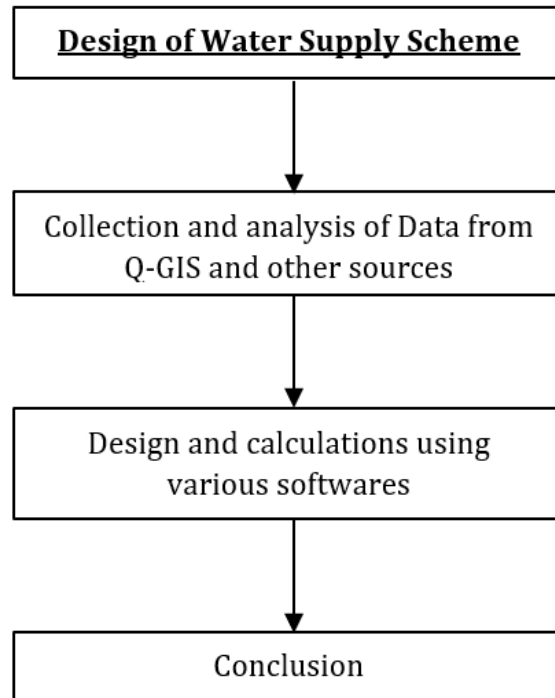 Design of Water Supply Scheme
Collection and analysis of Data from
Q-GIS and other sources
Design and calculations using
various softwares
Conclusion